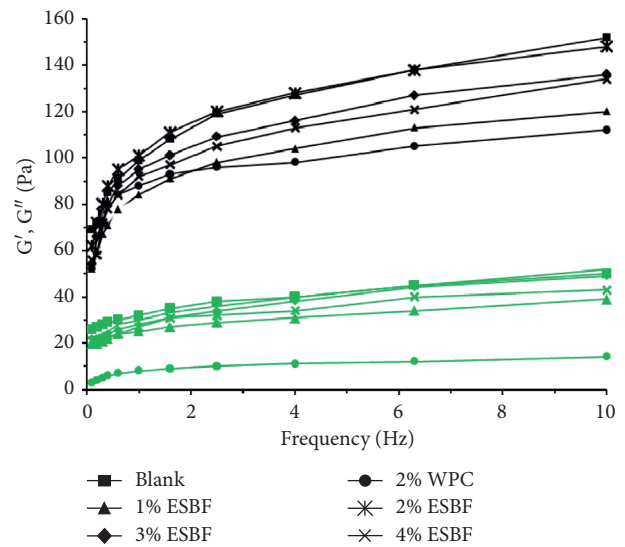 160
140
120
100
80
60
40
20
0
G′, G″ (Pa)
0 2 4 6 8 10
Frequency (Hz)
Blank 2% WPC
1% ESBF 2% ESBF
3% ESBF 4% ESBF